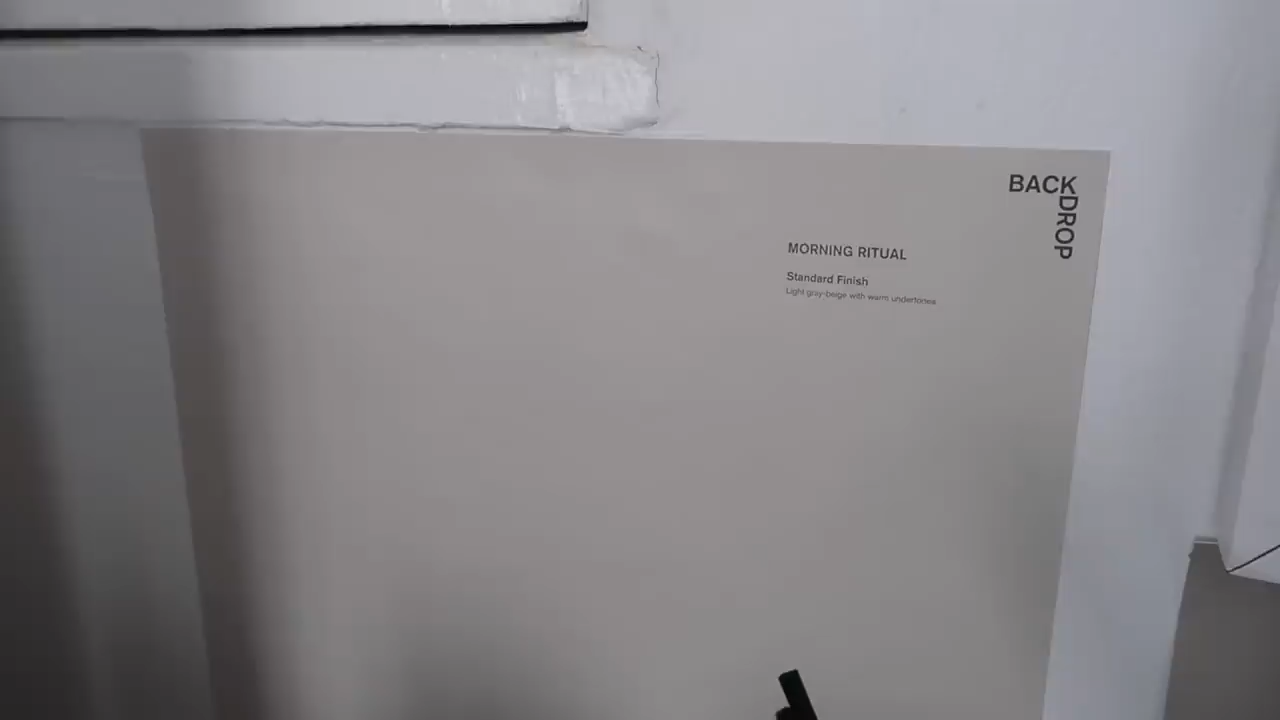 BACK
DROP
MORNING RITUAL
Standard Finish
Light gray-beige with warm undertones